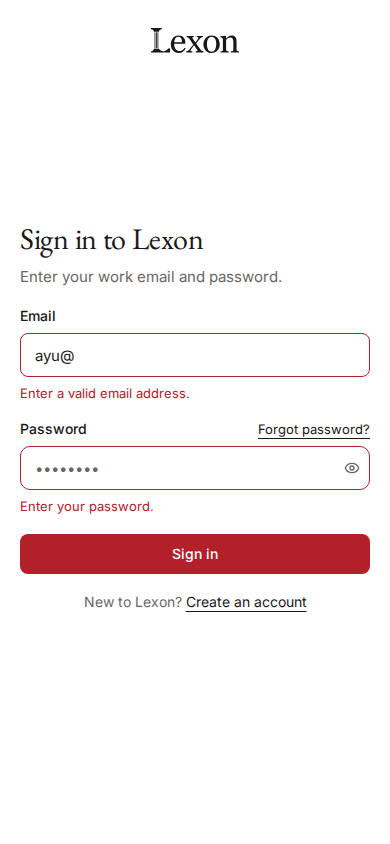 Lexon
Sign in to Lexon
Enter your work email and password.
Email
ayu@
Enter a valid email address.
Password Forgot password?
••••••••
Enter your password.
Sign in
New to Lexon? Create an account